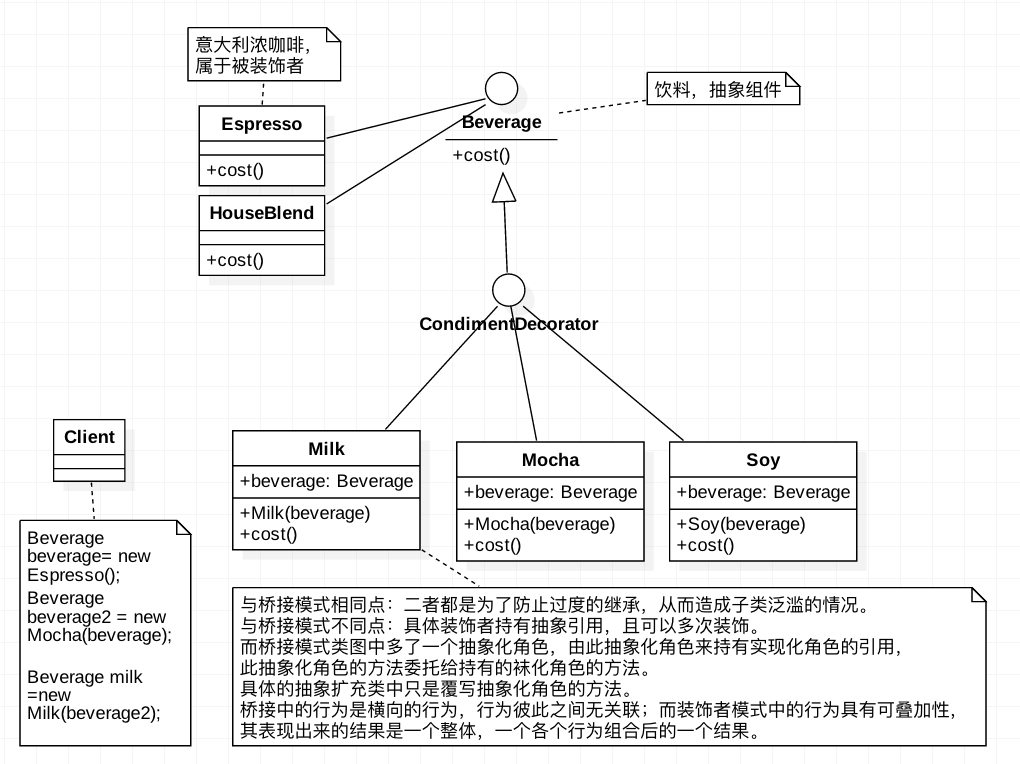 意大利浓咖啡，
属于被装饰者
饮料，抽象组件
Beverage
+cost()
Espresso
+cost()
HouseBlend
+cost()
CondimentDecorator
Client
Milk
+beverage: Beverage
+Milk(beverage)
+cost()
Mocha
+beverage: Beverage
+Mocha(beverage)
+cost()
Soy
+beverage: Beverage
+Soy(beverage)
+cost()
Beverage
beverage= new
Espresso();
Beverage
beverage2 = new
Mocha(beverage);
Beverage milk
=new
Milk(beverage2);
与桥接模式相同点：二者都是为了防止过度的继承，从而造成子类泛滥的情况。
与桥接模式不同点：具体装饰者持有抽象引用，且可以多次装饰。
而桥接模式类图中多了一个抽象化角色，由此抽象化角色来持有实现化角色的引用，
此抽象化角色的方法委托给持有的袜化角色的方法。
具体的抽象扩充类中只是覆写抽象化角色的方法。
桥接中的行为是横向的行为，行为彼此之间无关联；而装饰者模式中的行为具有可叠加性，
其表现出来的结果是一个整体，一个各个行为组合后的一个结果。